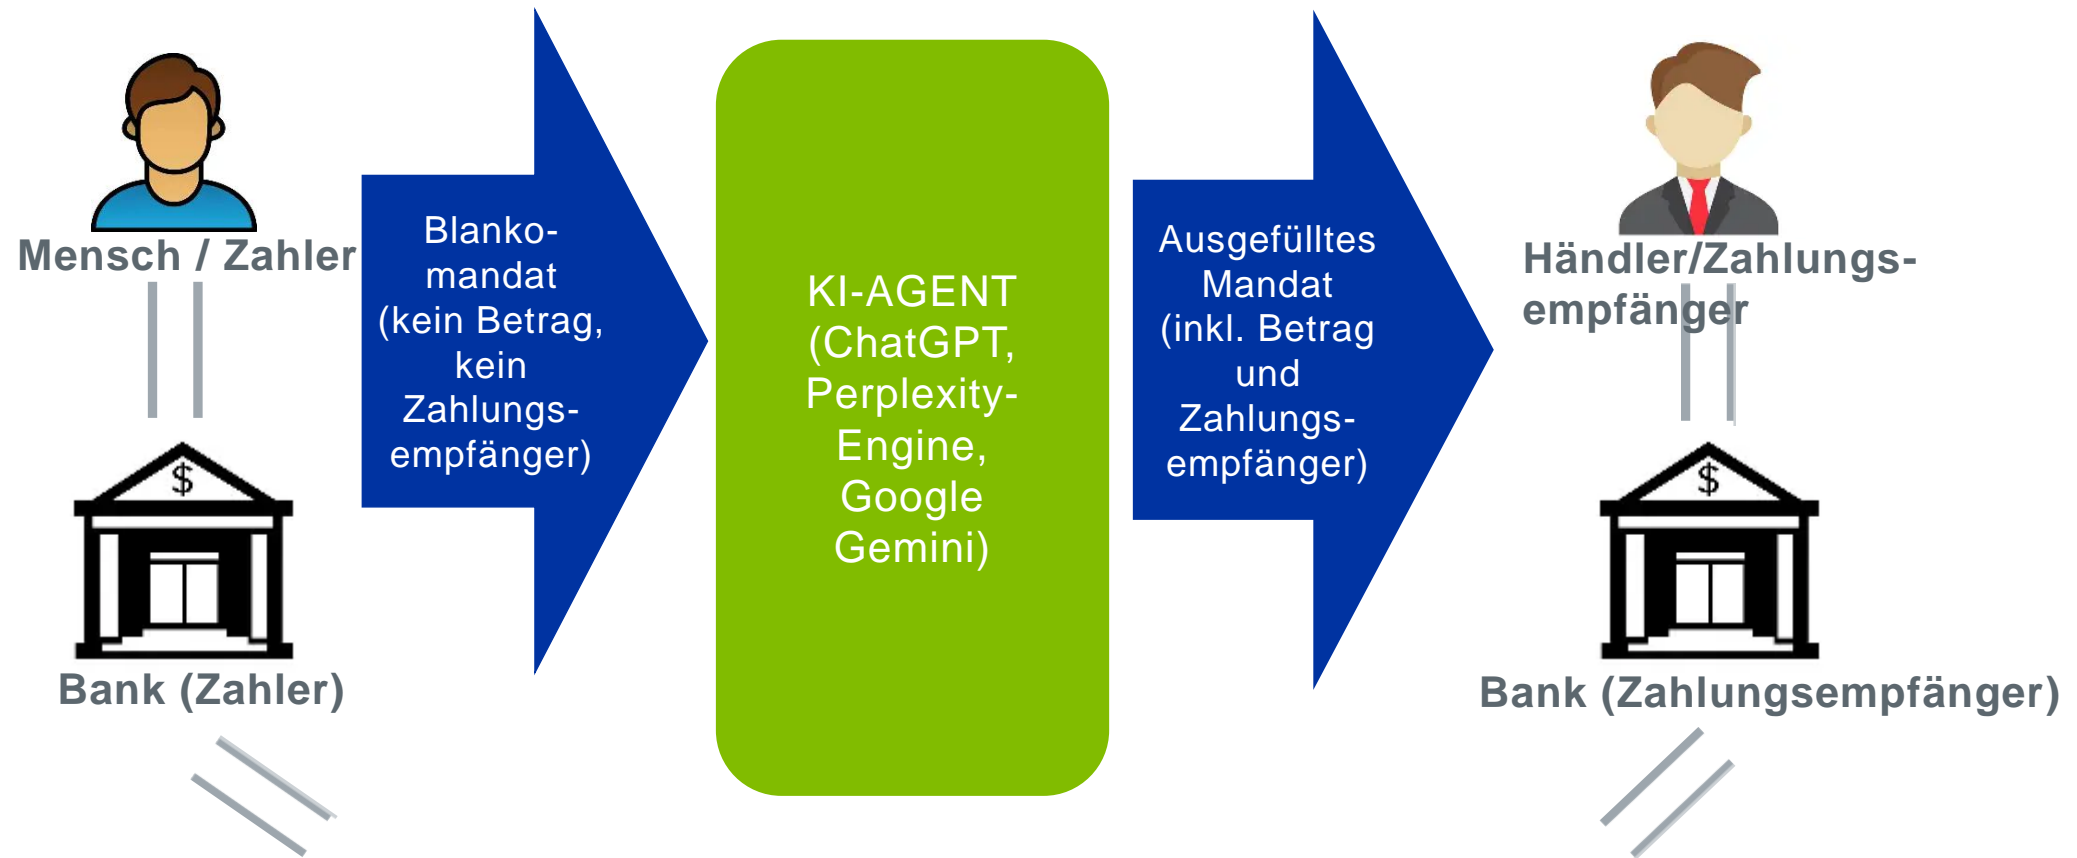 Mensch / Zahler
Blanko-
mandat
(kein Betrag,
kein
Zahlungs-
empfänger)
KI-AGENT
(ChatGPT,
Perplexity-
Engine,
Google
Gemini)
Ausgefülltes
Mandat
(inkl. Betrag
und
Zahlungs-
empfänger)
Händler/Zahlungs-
empfänger
$
Bank (Zahler)
$
Bank (Zahlungsempfänger)